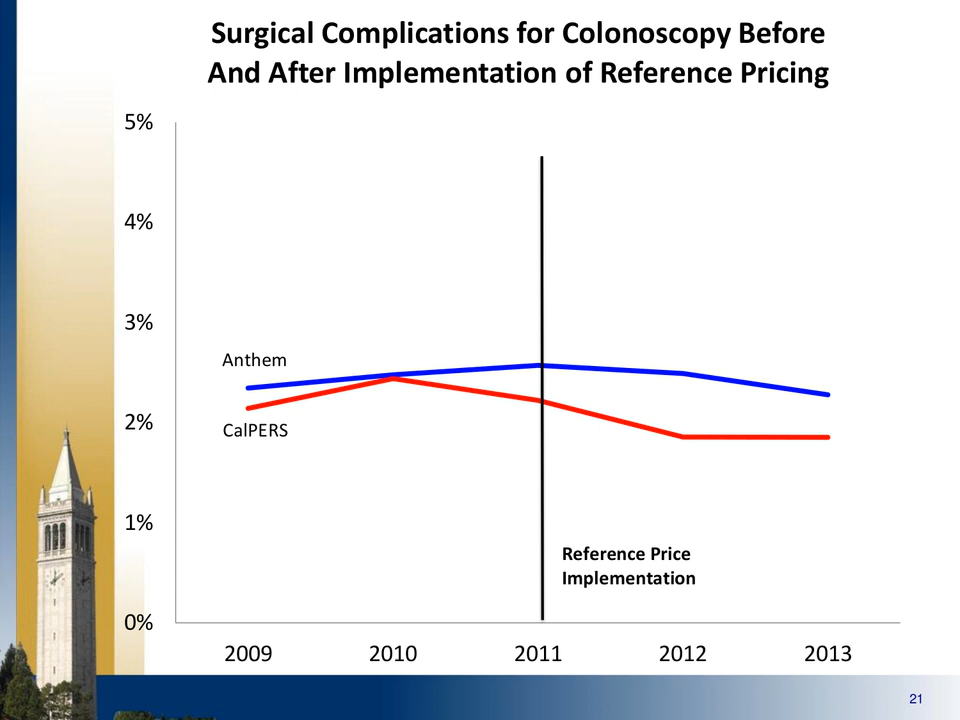 Surgical Complications for Colonoscopy Before
And After Implementation of Reference Pricing
5%
4%
3%
Anthem
2%
CalPERS
1%
Reference Price
Implementation
0%
2009 2010 2011 2012 2013
21